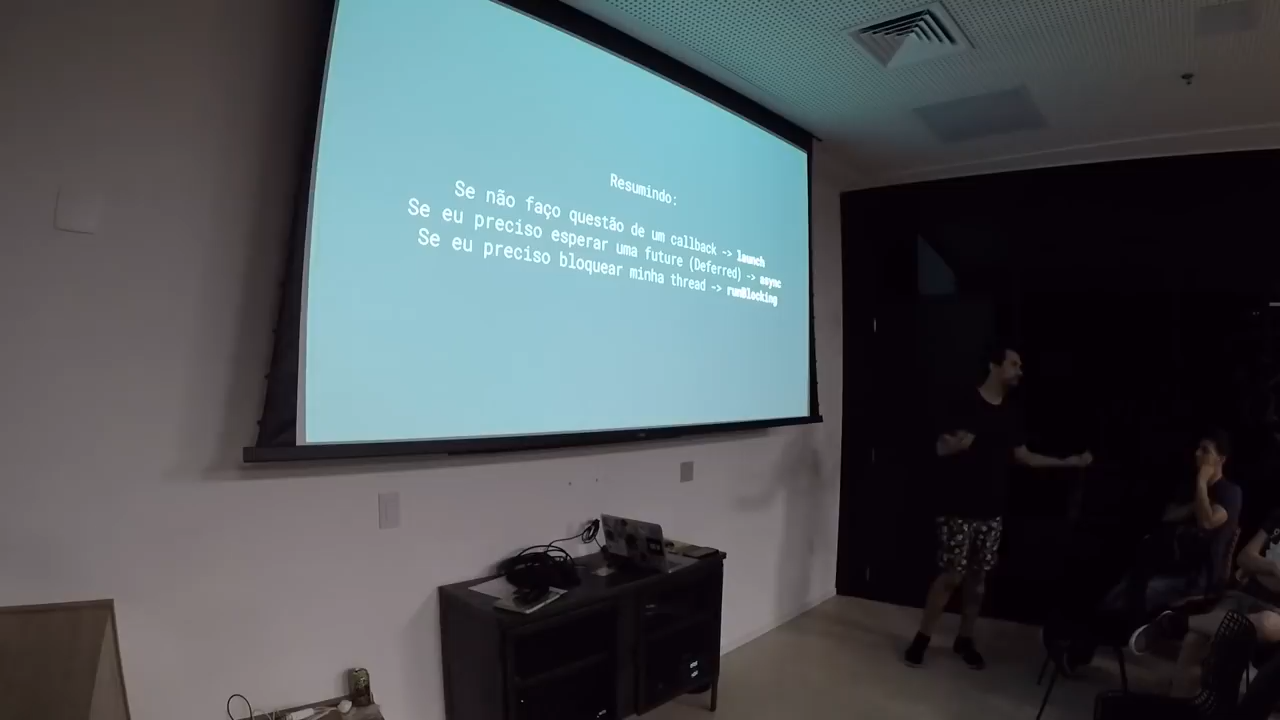 Resumindo:
Se não faço questão de um callback -> launch
Se eu preciso esperar uma future (Deferred) -> async
Se eu preciso bloquear minha thread -> runBlocking